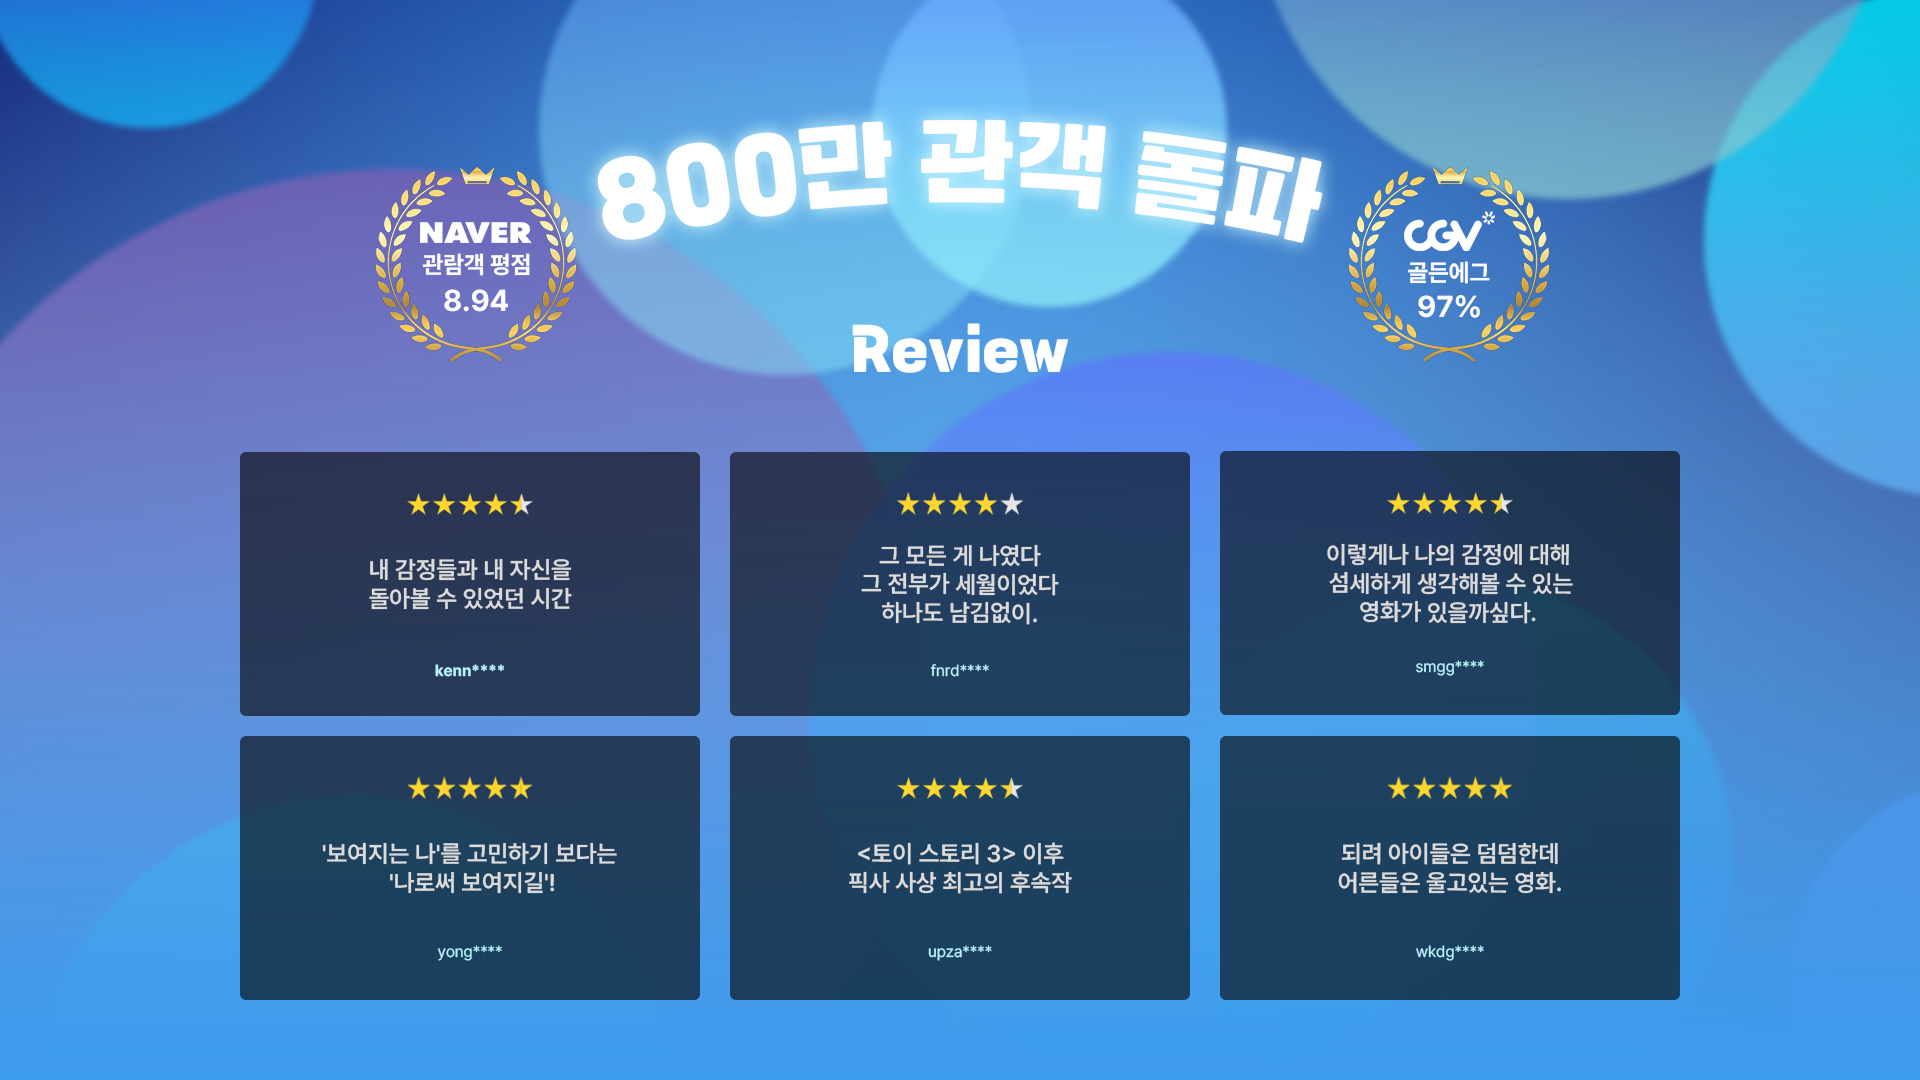 800만 관객 돌파
NAVER
관람객 평점
8.94
CGV
골든에그
97%
Review
내 감정들과 내 자신을
돌아볼 수 있었던 시간
kenn****
그 모든 게 나였다
그 전부가 세월이었다
하나도 남김없이.
fnrd****
이렇게나 나의 감정에 대해
섬세하게 생각해볼 수 있는
영화가 있을까싶다.
smgg****
'보여지는 나'를 고민하기 보다는
'나로써 보여지길'!
yong****
<토이 스토리 3> 이후
픽사 사상 최고의 후속작
upza****
되려 아이들은 덤덤한데
어른들은 울고있는 영화.
wkdg****